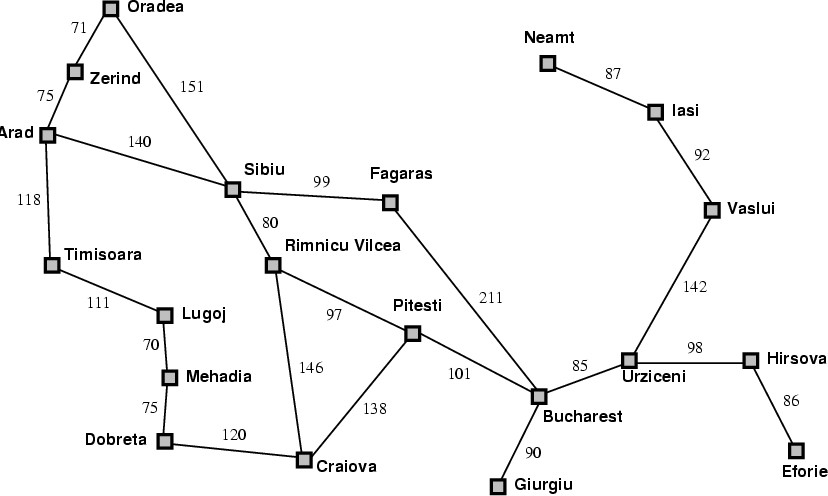 Oradea
71
Neamt
Zerind
87
151
75
Iasi
Arad
140
92
Sibiu
Fagaras
99
118
Vaslui
80
Timisoara
Rimnicu Vilcea
142
111
211
Lugoj
97
Pitesti
70
98
146
85
Hirsova
Mehadia
101
Urziceni
75
138
86
Bucharest
Dobreta
120
90
Craiova
Eforie
Giurgiu